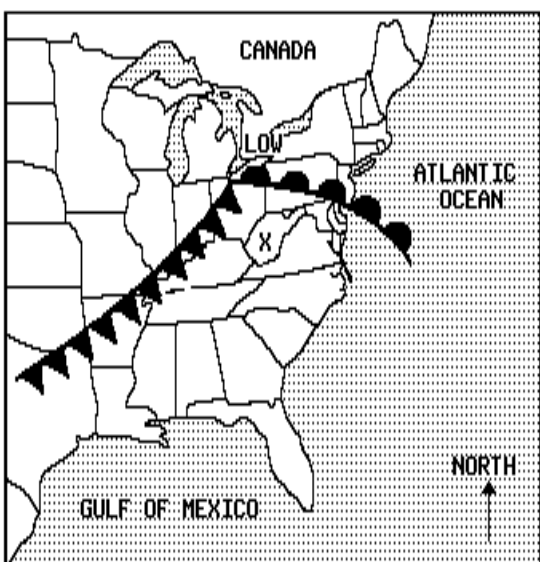 CANADA
LOW
ATLANTIC
OCEAN
X
NORTH
GULF OF MEXICO